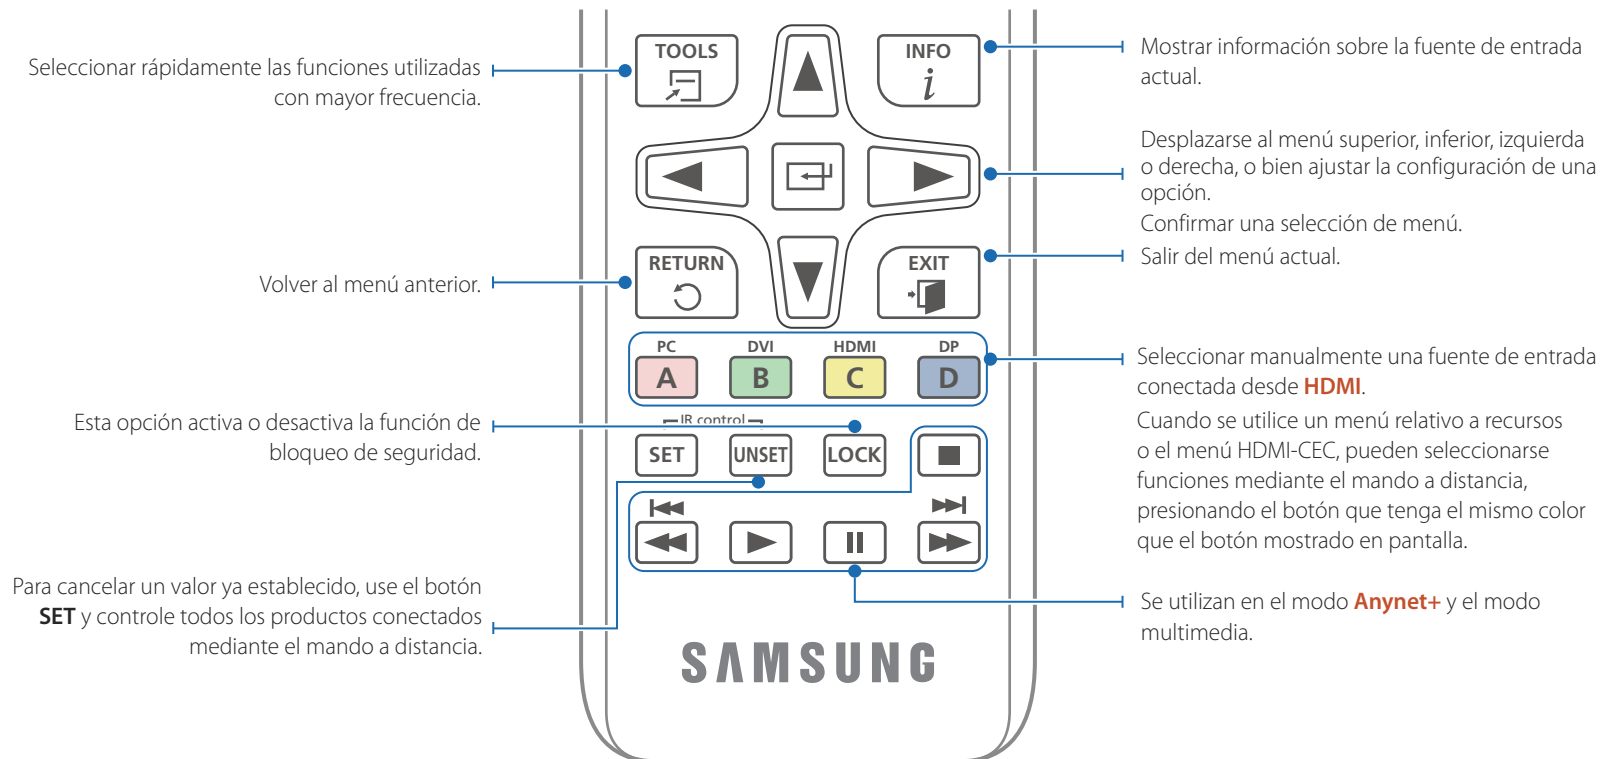 TOOLS
INFO
i
Seleccionar rápidamente las funciones utilizadas
con mayor frecuencia.
Mostrar información sobre la fuente de entrada
actual.
Desplazarse al menú superior, inferior, izquierda
o derecha, o bien ajustar la configuración de una
opción.
Confirmar una selección de menú.
RETURN
EXIT
Volver al menú anterior.
Salir del menú actual.
PC DVI HDMI DP
A B C D
Seleccionar manualmente una fuente de entrada
conectada desde HDMI.
Cuando se utilice un menú relativo a recursos
o el menú HDMI-CEC, pueden seleccionarse
funciones mediante el mando a distancia,
presionando el botón que tenga el mismo color
que el botón mostrado en pantalla.
Esta opción activa o desactiva la función de
bloqueo de seguridad.
IR control
SET UNSET LOCK
Para cancelar un valor ya establecido, use el botón
SET y controle todos los productos conectados
mediante el mando a distancia.
Se utilizan en el modo Anynet+ y el modo
multimedia.
SAMSUNG